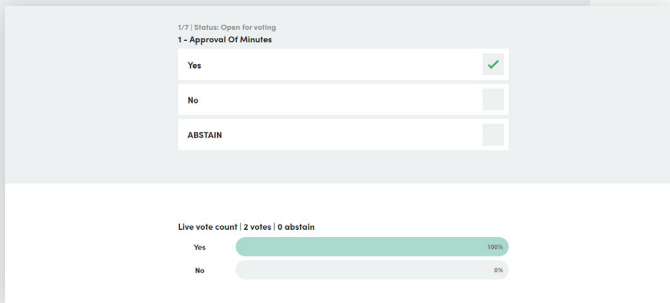 1/7 | Status: Open for voting
1 - Approval Of Minutes
Yes
No
ABSTAIN
Live vote count | 2 votes | 0 abstain
Yes 100%
No 0%